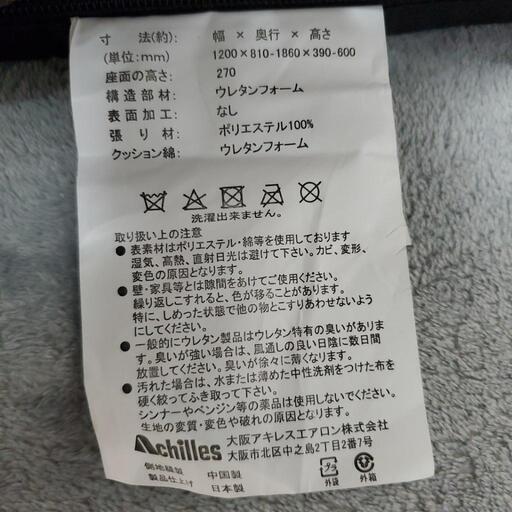 寸 法(約): 幅 × 奥行 × 高さ
(単位:mm) 1200×810-1860×390-600
座面の高さ: 270
構造部材: ウレタンフォーム
表面加工: なし
張り材: ポリエステル100%
クッション綿: ウレタンフォーム
洗濯出来ません。
取り扱い上の注意
● 表素材はポリエステル・綿等を使用しております
湿気、高熱、直射日光は避けて下さい。カビ、変形、
変色の原因となります。
● 壁・家具等とは隙間をあけてご使用ください。
繰り返しこすれると、色が移ることがあります。
特に、しめった状態で他の物とこすりあわせないよう
にしてください。
● 一般的にウレタン製品はウレタン特有の臭いがありま
す。臭いが強い場合は、風通しの良い日陰に数日間
放置してください。臭いが徐々に薄くなります。
● 汚れた場合は、水または薄めた中性洗剤をつけた布を
硬く絞ってふき取って下さい。
シンナーやベンジン等の薬品は使用しないでください。
生地の変質・変色や破れの原因となります。
Achilles 大阪アキレスエアロン株式会社
大阪市北区中之島2丁目2番7号
側地縫製 中国製
製品仕上げ 日本製
プラ 外袋
外箱